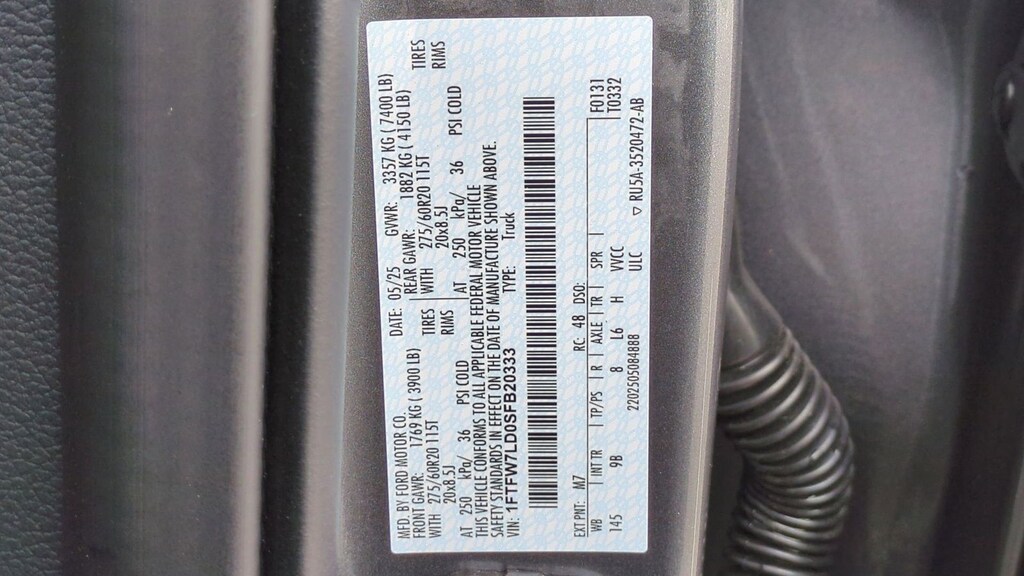 MFD. BY FORD MOTOR CO.
DATE: 05/25 GVWR: 3357 KG ( 7400 LB)
FRONT GAWR: 1769 KG ( 3900 LB) REAR GAWR: 1882 KG ( 4150 LB)
WITH 275/60R20 115T TIRES WITH 275/60R20 115T TIRES
20x8.5J RIMS 20x8.5J RIMS
AT 250 kPa/ 36 PSI COLD AT 250 kPa/ 36 PSI COLD
THIS VEHICLE CONFORMS TO ALL APPLICABLE FEDERAL MOTOR VEHICLE
SAFETY STANDARDS IN EFFECT ON THE DATE OF MANUFACTURE SHOWN ABOVE.
VIN: 1FTFW7LD0SFB20333 TYPE: Truck
EXT PNT: M7 RC: 48 DSO: F0131
WB INT TR TP/PS R AXLE TR SPR T0332
145 9B 8 L6 H VVCC
ULC
2202505084888
▽ RU5A-3520472-AB